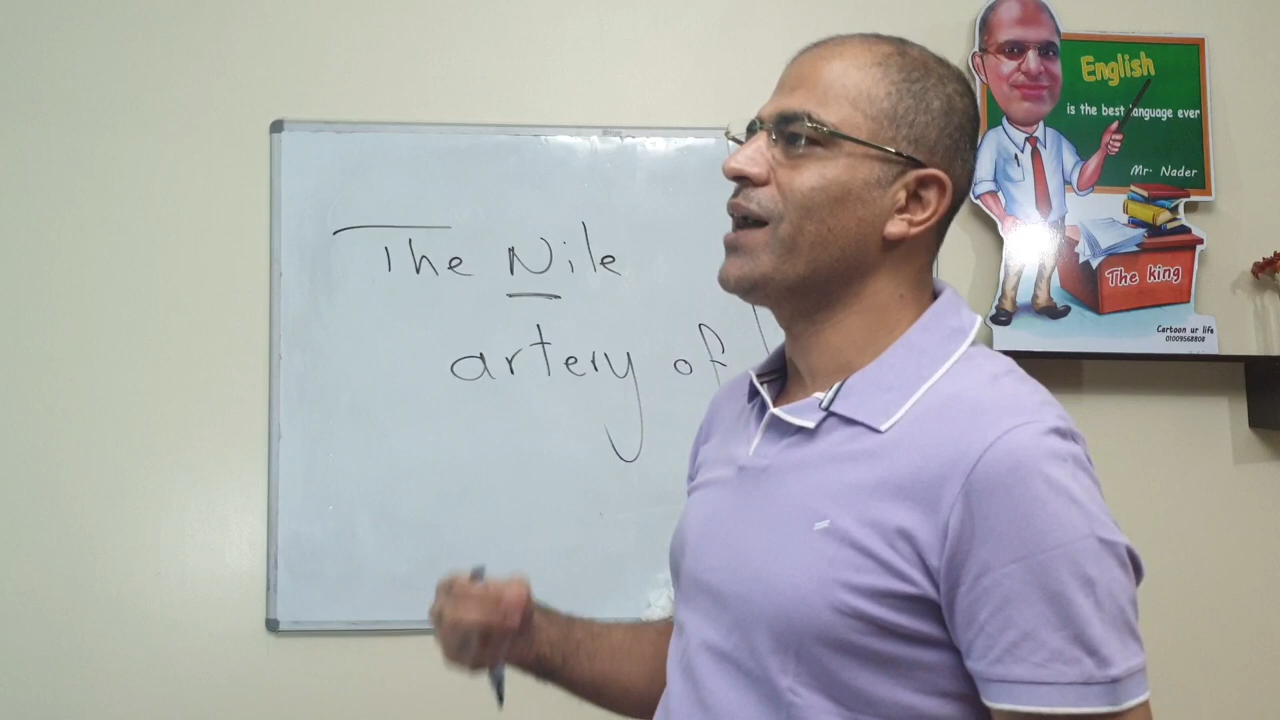 The Nile
artery of
English
is the best language ever
Mr. Nader
The king
Cartoon ur life
01009568808